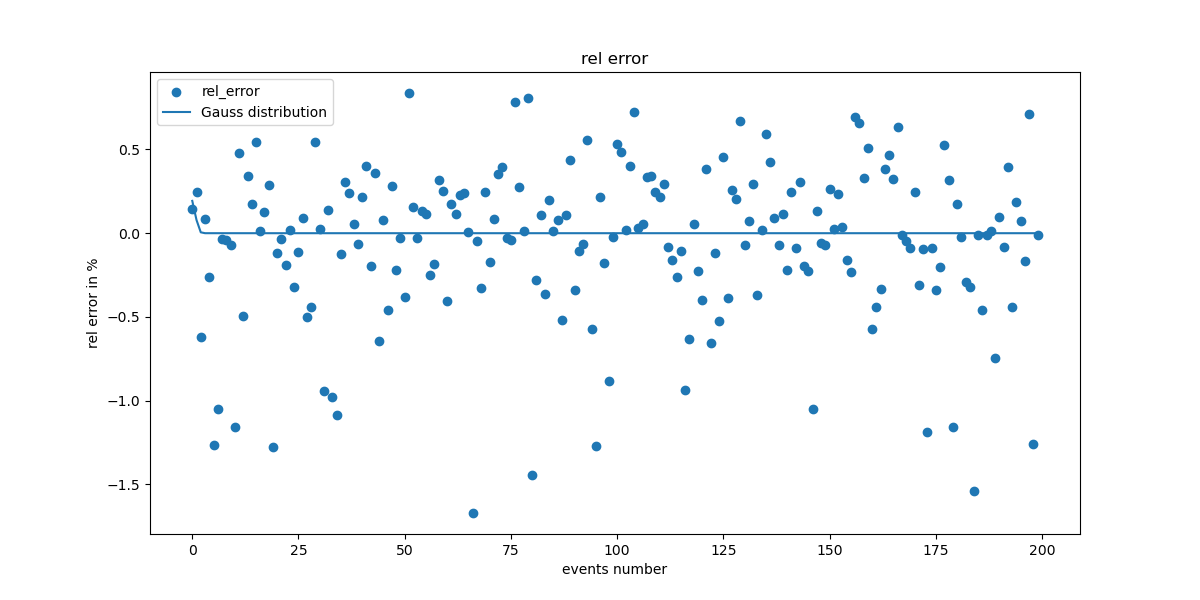 rel error
rel_error
Gauss distribution
rel error in %
0.5
0.0
−0.5
−1.0
−1.5
0 25 50 75 100 125 150 175 200
events number